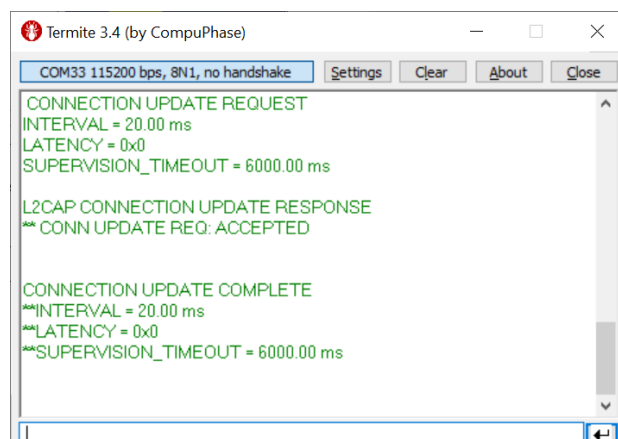 Termite 3.4 (by CompuPhase)
COM33 115200 bps, 8N1, no handshake Settings Clear About Close
CONNECTION UPDATE REQUEST
INTERVAL = 20.00 ms
LATENCY = 0x0
SUPERVISION_TIMEOUT = 6000.00 ms
L2CAP CONNECTION UPDATE RESPONSE
** CONN UPDATE REQ: ACCEPTED
CONNECTION UPDATE COMPLETE
**INTERVAL = 20.00 ms
**LATENCY = 0x0
**SUPERVISION_TIMEOUT = 6000.00 ms